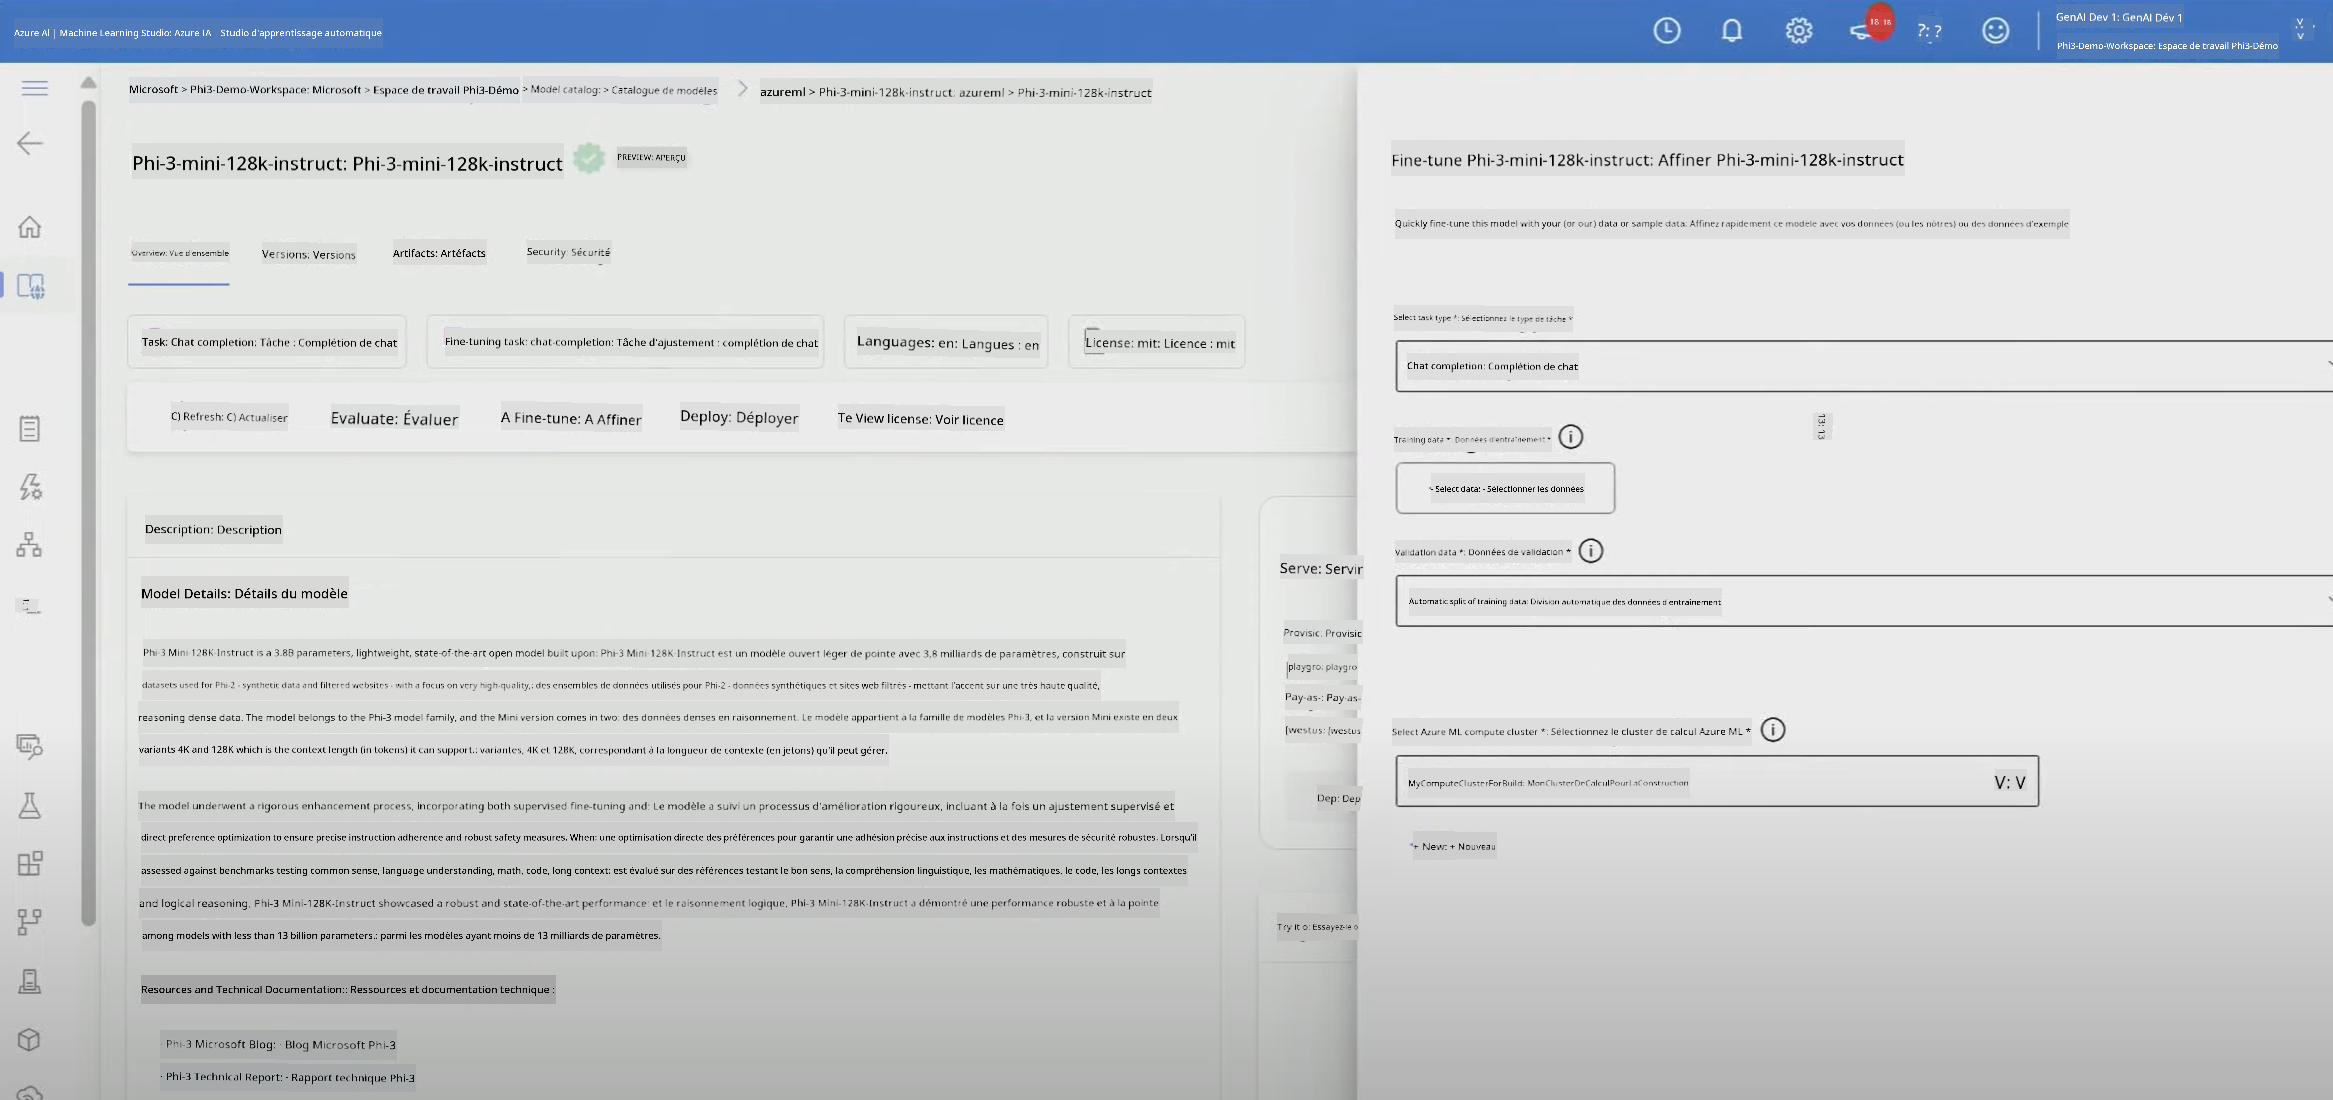 Azure AI | Machine Learning Studio: Azure IA Studio d'apprentissage automatique
18: 18
?: ?
GenAI Dev 1: GenAI Dév 1
Phi3-Demo-Workspace: Espace de travail Phi3-Démo
Microsoft > Phi3-Demo-Workspace: Microsoft > Espace de travail Phi3-Démo > Model catalog: > Catalogue de modèles > azureml > Phi-3-mini-128k-instruct: azureml > Phi-3-mini-128k-instruct
Phi-3-mini-128k-instruct: Phi-3-mini-128k-instruct
PREVIEW: APERÇU
Overview: Vue d'ensemble
Versions: Versions
Artifacts: Artéfacts
Security: Sécurité
Task: Chat completion: Tâche : Complétion de chat
Fine-tuning task: chat-completion: Tâche d'ajustement : complétion de chat
Languages: en: Langues : en
License: mit: Licence : mit
C) Refresh: C) Actualiser
Evaluate: Évaluer
A Fine-tune: A Affiner
Deploy: Déployer
Te View license: Voir licence
Description: Description
Model Details: Détails du modèle
Phi-3 Mini-128K-Instruct is a 3.8B parameters, lightweight, state-of-the-art open model built upon: Phi-3 Mini-128K-Instruct est un modèle ouvert léger de pointe avec 3,8 milliards de paramètres, construit sur
datasets used for Phi-2 - synthetic data and filtered websites - with a focus on very high-quality,: des ensembles de données utilisés pour Phi-2 - données synthétiques et sites web filtrés - mettant l'accent sur une très haute qualité,
reasoning dense data. The model belongs to the Phi-3 model family, and the Mini version comes in two: des données denses en raisonnement. Le modèle appartient à la famille de modèles Phi-3, et la version Mini existe en deux
variants 4K and 128K which is the context length (in tokens) it can support.: variantes, 4K et 128K, correspondant à la longueur de contexte (en jetons) qu'il peut gérer.
The model underwent a rigorous enhancement process, incorporating both supervised fine-tuning and: Le modèle a suivi un processus d'amélioration rigoureux, incluant à la fois un ajustement supervisé et
direct preference optimization to ensure precise instruction adherence and robust safety measures. When: une optimisation directe des préférences pour garantir une adhésion précise aux instructions et des mesures de sécurité robustes. Lorsqu'il
assessed against benchmarks testing common sense, language understanding, math, code, long context: est évalué sur des références testant le bon sens, la compréhension linguistique, les mathématiques, le code, les longs contextes
and logical reasoning, Phi-3 Mini-128K-Instruct showcased a robust and state-of-the-art performance: et le raisonnement logique, Phi-3 Mini-128K-Instruct a démontré une performance robuste et à la pointe
among models with less than 13 billion parameters.: parmi les modèles ayant moins de 13 milliards de paramètres.
Resources and Technical Documentation:: Ressources et documentation technique :
· Phi-3 Microsoft Blog: · Blog Microsoft Phi-3
· Phi-3 Technical Report: · Rapport technique Phi-3
Serve: Servir
Provisic: Provisic
playgro: playgro
Pay-as-: Pay-as-
[westus: [westus
Dep: Dep
Try it o: Essayez-le o
Fine-tune Phi-3-mini-128k-instruct: Affiner Phi-3-mini-128k-instruct
Quickly fine-tune this model with your (or our) data or sample data: Affinez rapidement ce modèle avec vos données (ou les nôtres) ou des données d'exemple
Select task type *: Sélectionnez le type de tâche *
Chat completion: Complétion de chat
13: 13
Training data *: Données d'entraînement *
+ Select data: - Sélectionner les données
Validation data *: Données de validation *
Automatic split of training data: Division automatique des données d'entraînement
Select Azure ML compute cluster *: Sélectionnez le cluster de calcul Azure ML *
MyComputeClusterForBuild: MonClusterDeCalculPourLaConstruction
V: V
+ New: + Nouveau